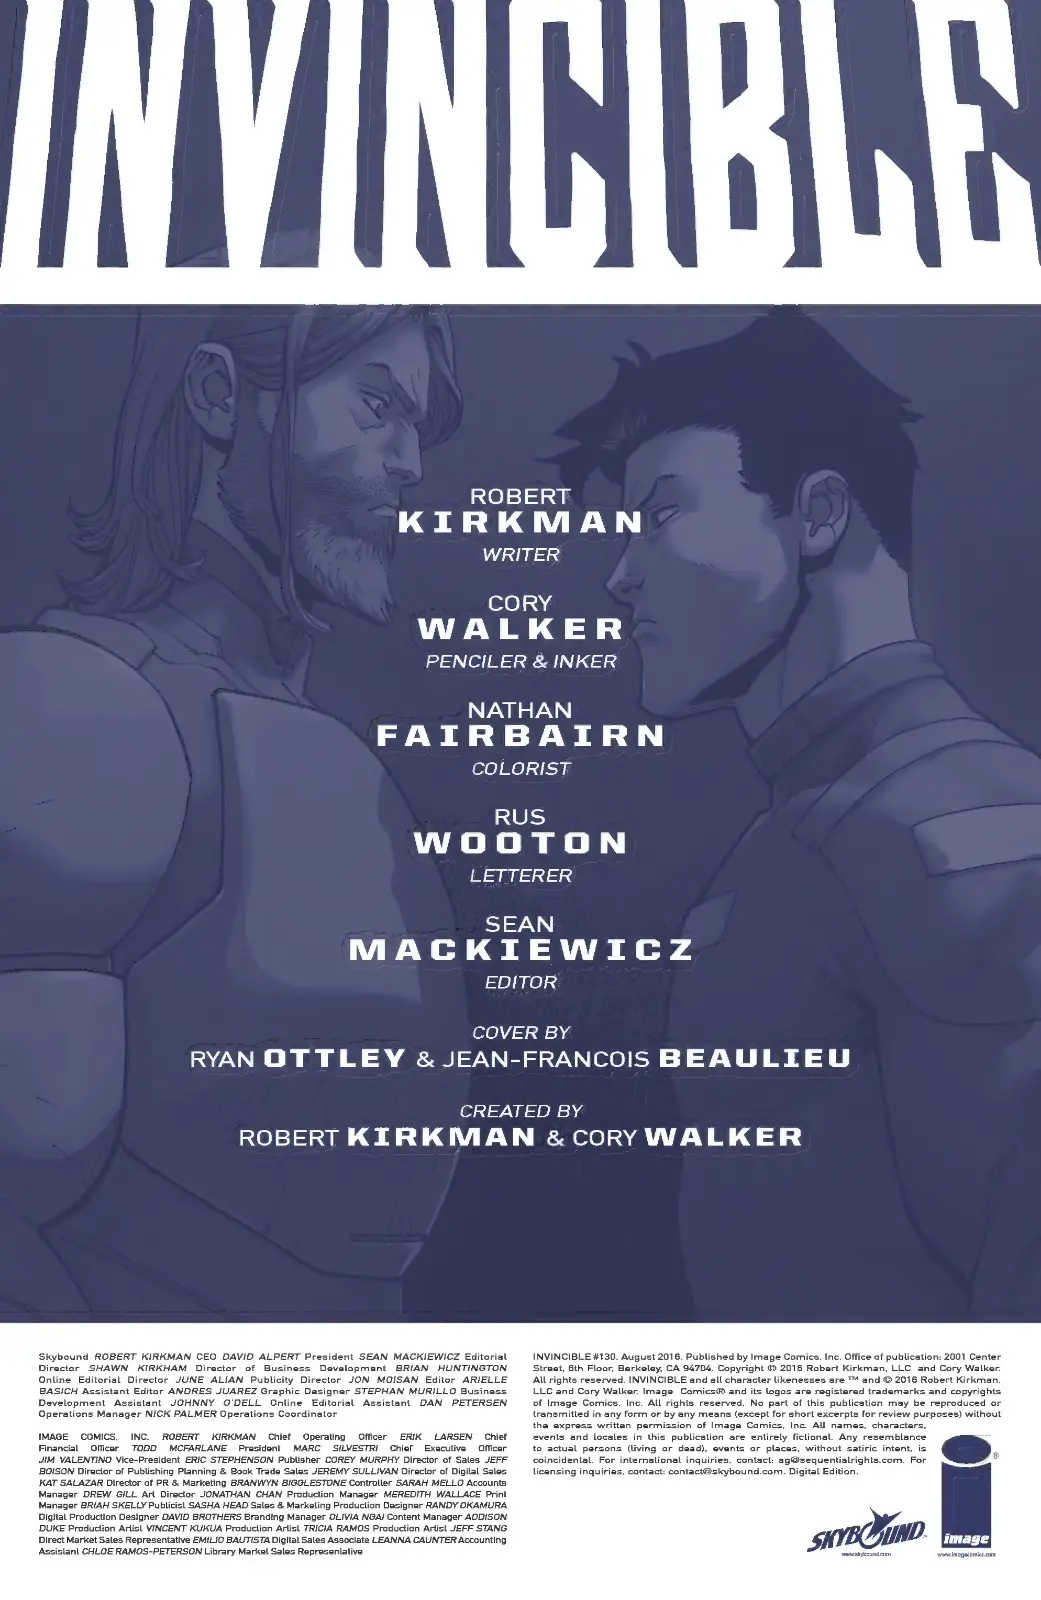 INVINCIBLE
ROBERT
KIRKMAN
WRITER
CORY
WALKER
PENCILER & INKER
NATHAN
FAIRBAIRN
COLORIST
RUS
WOOTON
LETTERER
SEAN
MACKIEWICZ
EDITOR
COVER BY
RYAN OTTLEY & JEAN-FRANCOIS BEAULIEU
CREATED BY
ROBERT KIRKMAN & CORY WALKER
Skybound ROBERT KIRKMAN CEO DAVID ALPERT President SEAN MACKIEWICZ Editorial
Director SHAWN KIRKHAM Director of Business Development BRIAN HUNTINGTON
Online Editorial Director JUNE ALIAN Publicity Director JON MOISAN Editor ARIELLE
BASICH Assistant Editor ANDRES JUAREZ Graphic Designer STEPHAN MURILLO Business
Development Assistant JOHNNY O'DELL Online Editorial Assistant DAN PETERSEN
Operations Manager NICK PALMER Operations Coordinator
IMAGE COMICS, INC. ROBERT KIRKMAN Chief Operating Officer ERIK LARSEN Chief
Financial Officer TODD MCFARLANE President MARC SILVESTRI Chief Executive Officer
JIM VALENTINO Vice-President ERIC STEPHENSON Publisher COREY MURPHY Director of Sales JEFF
BOISON Director of Publishing Planning & Book Trade Sales JEREMY SULLIVAN Director of Digital Sales
KAT SALAZAR Director of PR & Marketing BRANWYN BIGGLESTONE Controller SARAH MELLO Accounts
Manager DREW GILL Art Director JONATHAN CHAN Production Manager MEREDITH WALLACE Print
Manager BRIAH SKELLY Publicist SASHA HEAD Sales & Marketing Production Designer RANDY OKAMURA
Digital Production Designer DAVID BROTHERS Branding Manager OLIVIA NGAI Content Manager ADDISON
DUKE Production Artist VINCENT KUKUA Production Artist TRICIA RAMOS Production Artist JEFF STANG
Direct Market Sales Representative EMILIO BAUTISTA Digital Sales Associate LEANNA CAUNTER Accounting
Assistant CHLOE RAMOS-PETERSON Library Market Sales Representative
INVINCIBLE #130. August 2016. Published by Image Comics, Inc. Office of publication: 2001 Center
Street, 6th Floor, Berkeley, CA 94704. Copyright © 2016 Robert Kirkman, LLC and Cory Walker.
All rights reserved. INVINCIBLE and all character likenesses are ™ and © 2016 Robert Kirkman,
LLC and Cory Walker. Image Comics® and its logos are registered trademarks and copyrights
of Image Comics, Inc. All rights reserved. No part of this publication may be reproduced or
transmitted in any form or by any means (except for short excerpts for review purposes) without
the express written permission of Image Comics, Inc. All names, characters,
events and locales in this publication are entirely fictional. Any resemblance
to actual persons (living or dead), events or places, without satiric intent, is
coincidental. For international inquiries, contact: ag@sequentialrights.com. For
licensing inquiries, contact: contact@skybound.com. Digital Edition.
SKYBOUND™
www.skybound.com
image®
www.imagecomics.com